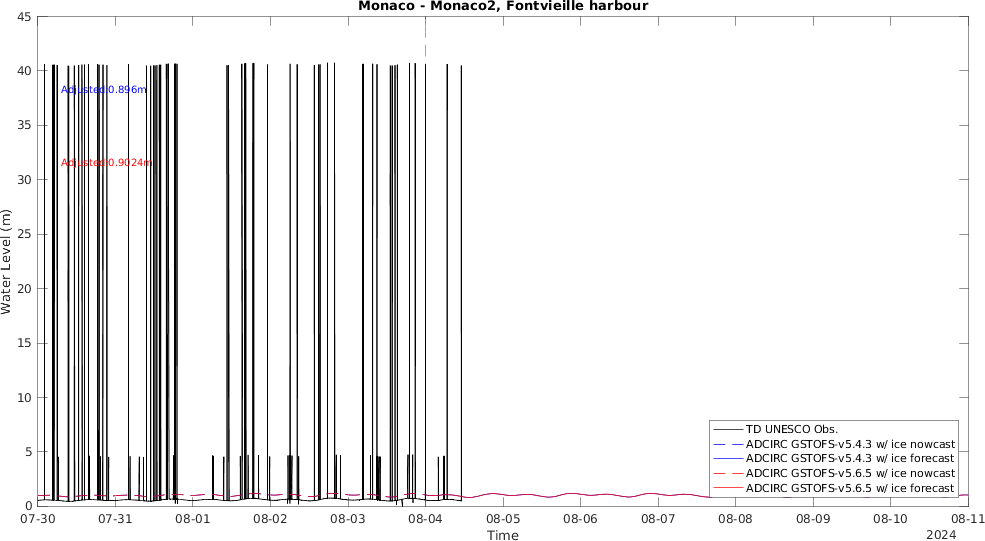 Monaco - Monaco2, Fontvieille harbour
45
40
35
30
25
20
15
10
5
0
Water Level (m)
Adjusted:0.896m
Adjusted:0.9024m
TD UNESCO Obs.
ADCIRC GSTOFS-v5.4.3 w/ ice nowcast
ADCIRC GSTOFS-v5.4.3 w/ ice forecast
ADCIRC GSTOFS-v5.6.5 w/ ice nowcast
ADCIRC GSTOFS-v5.6.5 w/ ice forecast
07-30 07-31 08-01 08-02 08-03 08-04 08-05 08-06 08-07 08-08 08-09 08-10 08-11
Time
2024